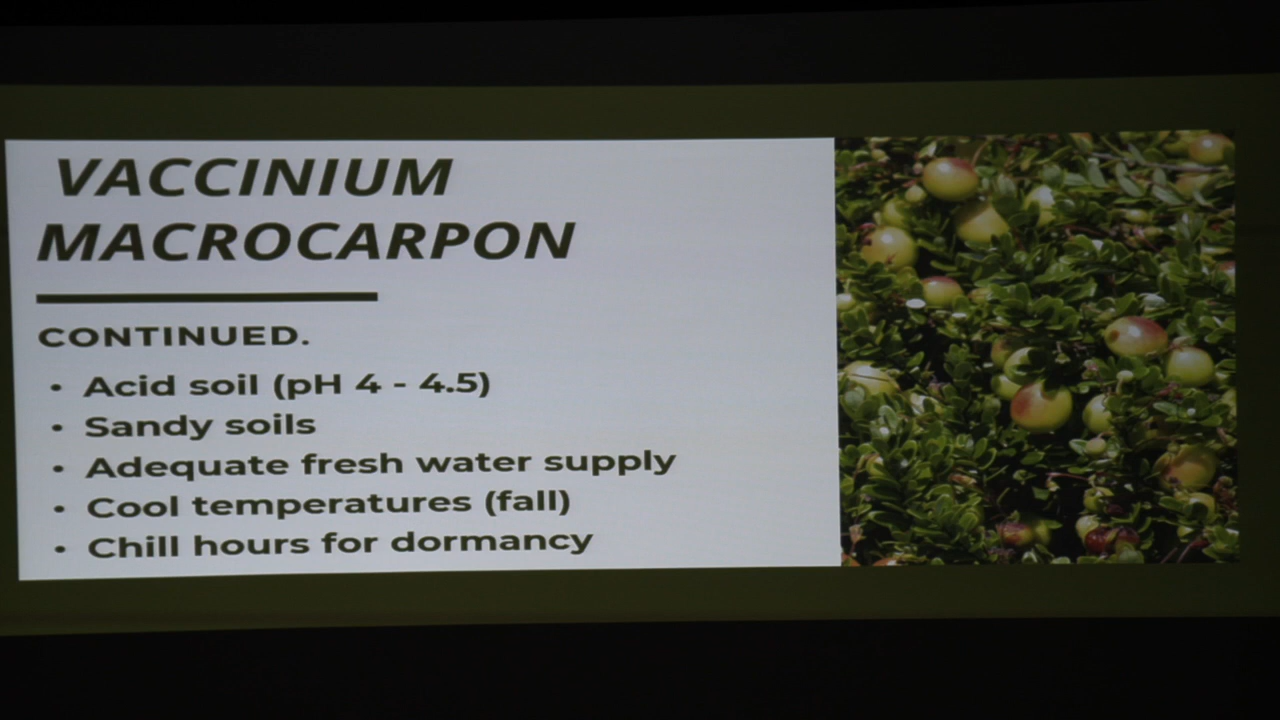 VACCINIUM
MACROCARPON
CONTINUED.
• Acid soil (pH 4 - 4.5)
• Sandy soils
• Adequate fresh water supply
• Cool temperatures (fall)
• Chill hours for dormancy